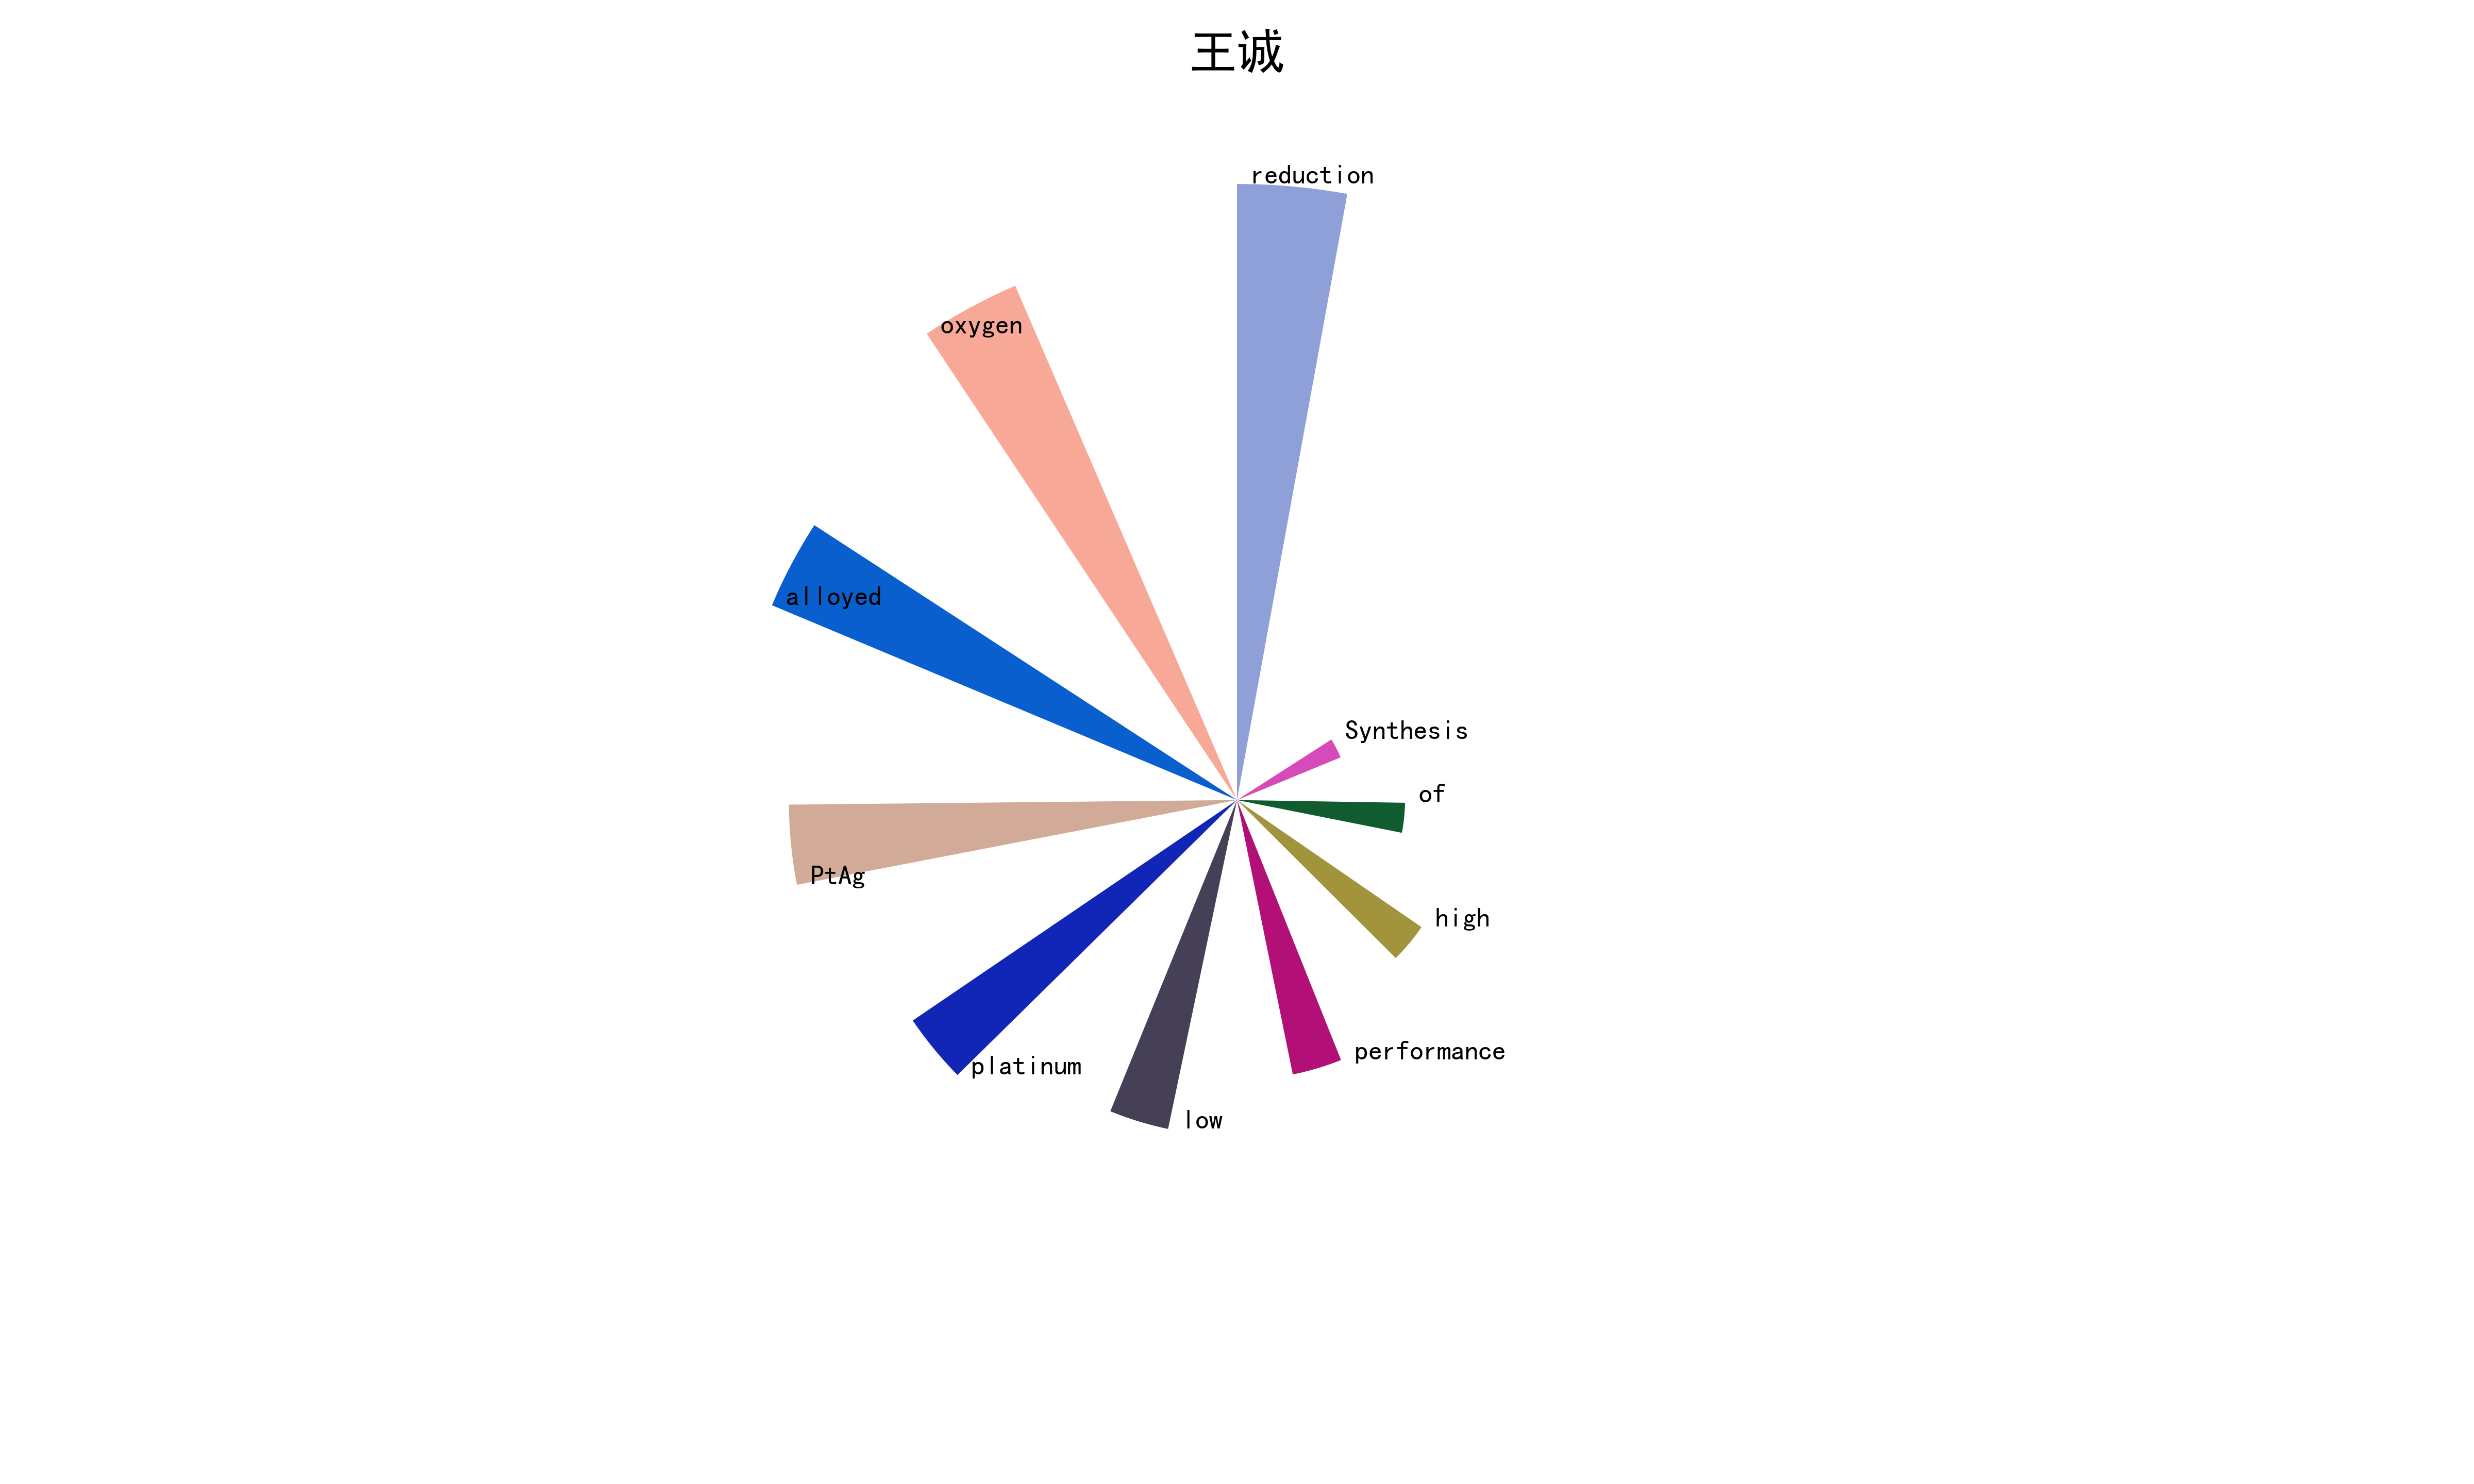 王诚
reduction
oxygen
alloyed
Synthesis
of
PtAg
high
performance
platinum
low